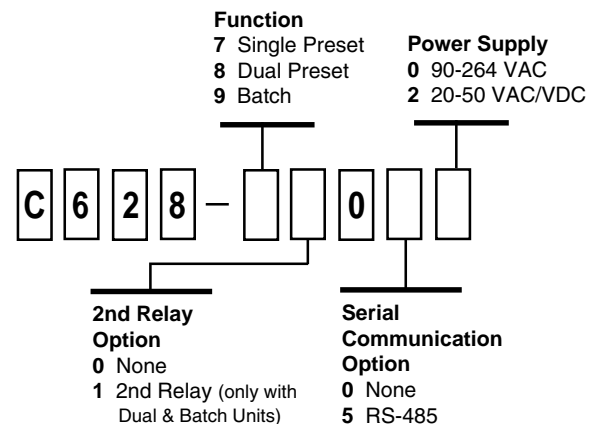 Function
7 Single Preset
8 Dual Preset
9 Batch
Power Supply
0 90-264 VAC
2 20-50 VAC/VDC
C 6 2 8 – 0
2nd Relay
Option
0 None
1 2nd Relay (only with
Dual & Batch Units)
Serial
Communication
Option
0 None
5 RS-485